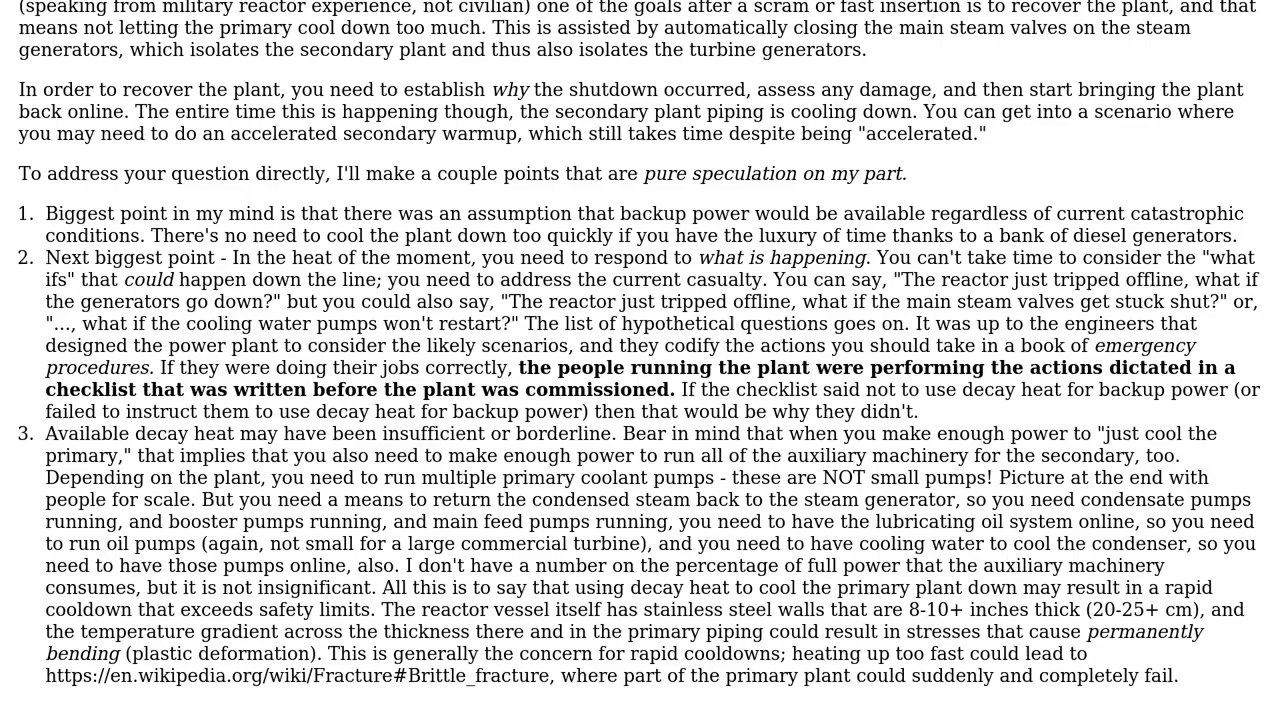 (speaking from military reactor experience, not civilian) one of the goals after a scram or fast insertion is to recover the plant, and that
means not letting the primary cool down too much. This is assisted by automatically closing the main steam valves on the steam
generators, which isolates the secondary plant and thus also isolates the turbine generators.
In order to recover the plant, you need to establish why the shutdown occurred, assess any damage, and then start bringing the plant
back online. The entire time this is happening though, the secondary plant piping is cooling down. You can get into a scenario where
you may need to do an accelerated secondary warmup, which still takes time despite being "accelerated."
To address your question directly, I'll make a couple points that are pure speculation on my part.
1. Biggest point in my mind is that there was an assumption that backup power would be available regardless of current catastrophic
conditions. There's no need to cool the plant down too quickly if you have the luxury of time thanks to a bank of diesel generators.
2. Next biggest point - In the heat of the moment, you need to respond to what is happening. You can't take time to consider the "what
ifs" that could happen down the line; you need to address the current casualty. You can say, "The reactor just tripped offline, what if
the generators go down?" but you could also say, "The reactor just tripped offline, what if the main steam valves get stuck shut?" or,
"..., what if the cooling water pumps won't restart?" The list of hypothetical questions goes on. It was up to the engineers that
designed the power plant to consider the likely scenarios, and they codify the actions you should take in a book of emergency
procedures. If they were doing their jobs correctly, the people running the plant were performing the actions dictated in a
checklist that was written before the plant was commissioned. If the checklist said not to use decay heat for backup power (or
failed to instruct them to use decay heat for backup power) then that would be why they didn't.
3. Available decay heat may have been insufficient or borderline. Bear in mind that when you make enough power to "just cool the
primary," that implies that you also need to make enough power to run all of the auxiliary machinery for the secondary, too.
Depending on the plant, you need to run multiple primary coolant pumps - these are NOT small pumps! Picture at the end with
people for scale. But you need a means to return the condensed steam back to the steam generator, so you need condensate pumps
running, and booster pumps running, and main feed pumps running, you need to have the lubricating oil system online, so you need
to run oil pumps (again, not small for a large commercial turbine), and you need to have cooling water to cool the condenser, so you
need to have those pumps online, also. I don't have a number on the percentage of full power that the auxiliary machinery
consumes, but it is not insignificant. All this is to say that using decay heat to cool the primary plant down may result in a rapid
cooldown that exceeds safety limits. The reactor vessel itself has stainless steel walls that are 8-10+ inches thick (20-25+ cm), and
the temperature gradient across the thickness there and in the primary piping could result in stresses that cause permanently
bending (plastic deformation). This is generally the concern for rapid cooldowns; heating up too fast could lead to
https://en.wikipedia.org/wiki/Fracture#Brittle_fracture, where part of the primary plant could suddenly and completely fail.